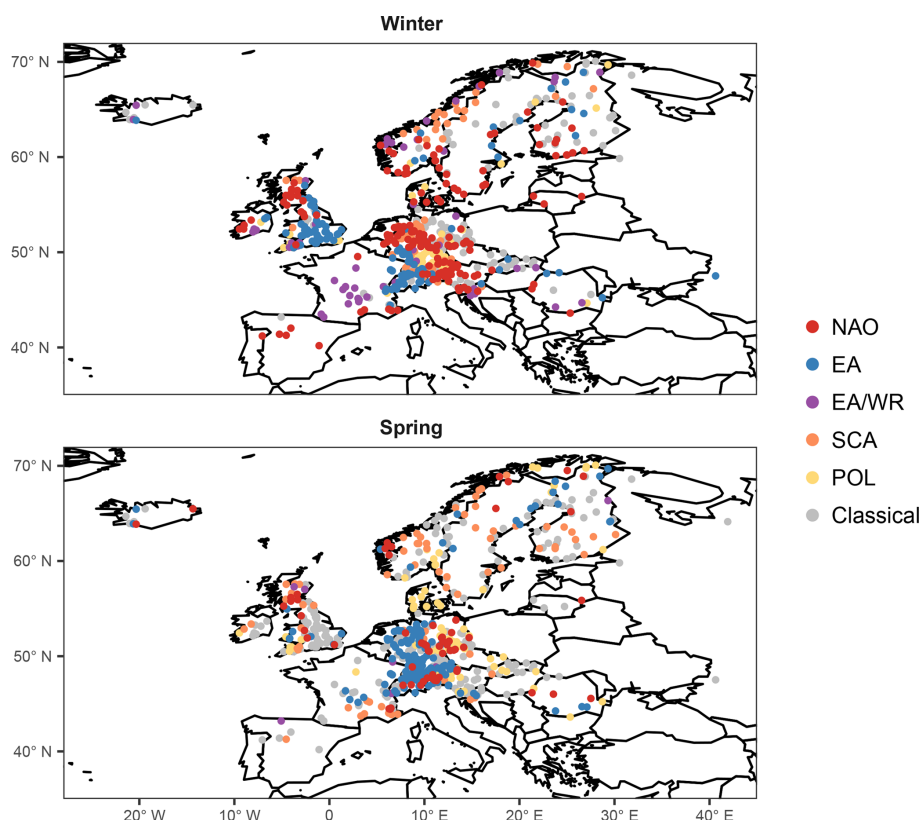 Winter
70° N
60° N
50° N
40° N
NAO
EA
EA/WR
SCA
POL
Classical
Spring
70° N
60° N
50° N
40° N
20° W 10° W 0 10° E 20° E 30° E 40° E